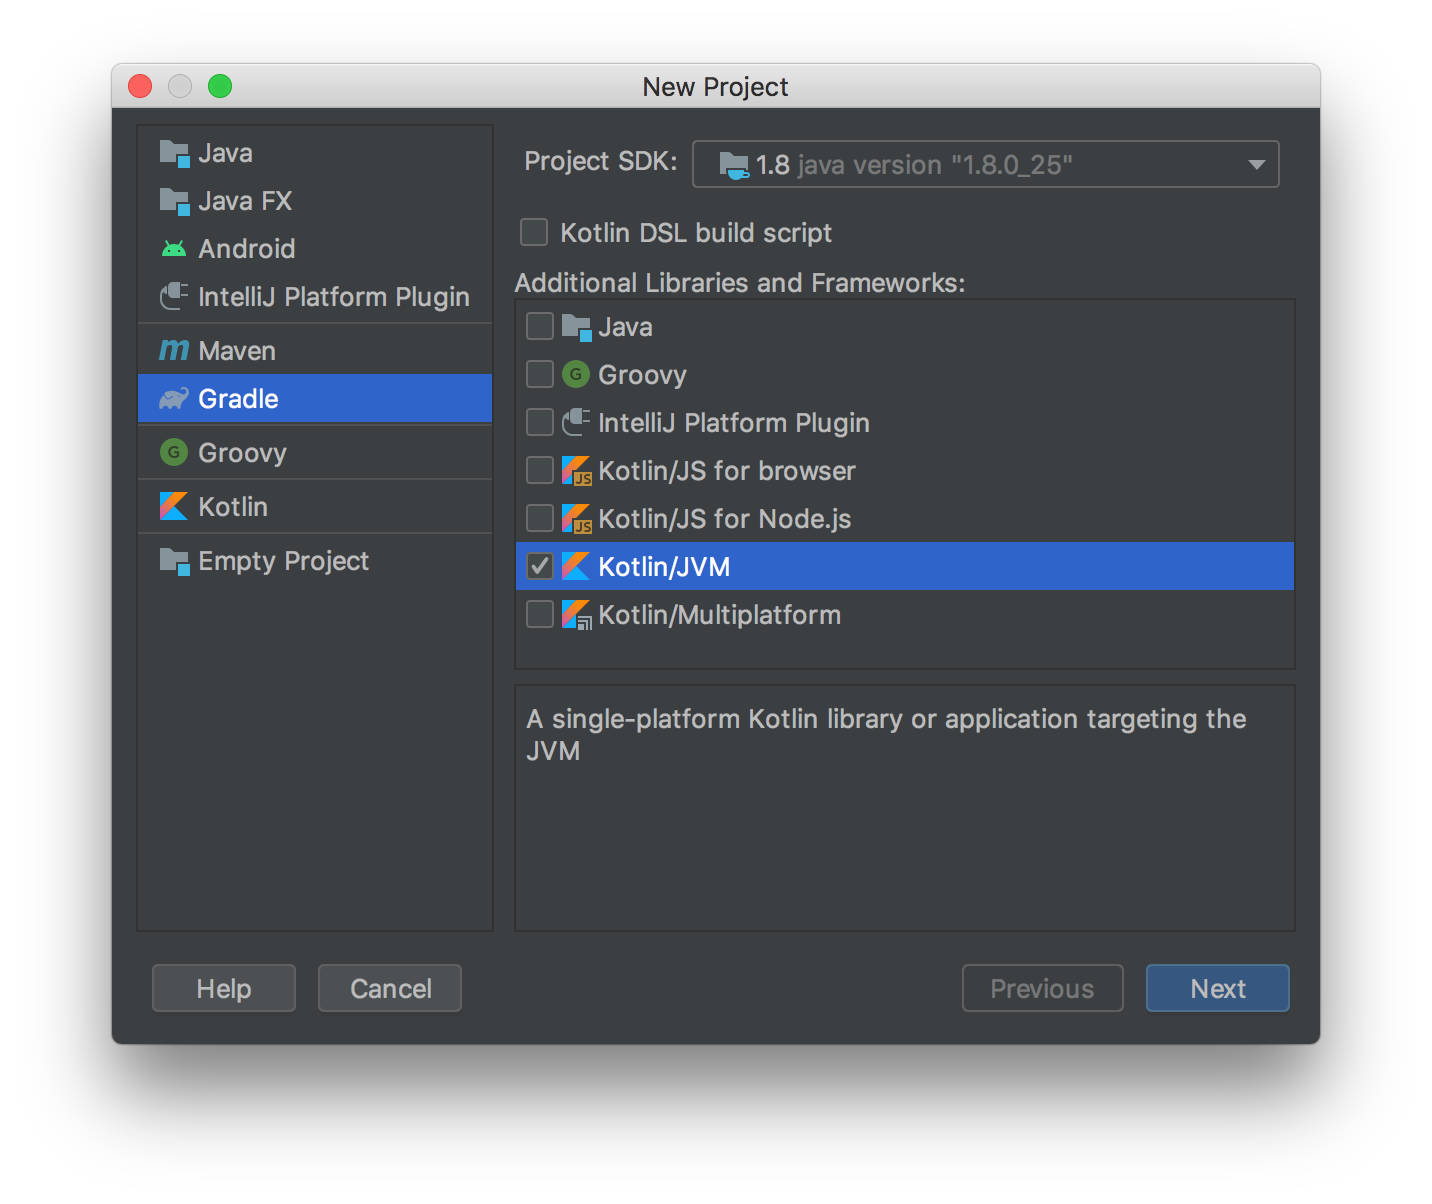 New Project
Java
Java FX
Android
IntelliJ Platform Plugin
m Maven
Gradle
G Groovy
Kotlin
Empty Project
Project SDK: 1.8 java version "1.8.0_25"
Kotlin DSL build script
Additional Libraries and Frameworks:
Java
G Groovy
IntelliJ Platform Plugin
JS Kotlin/JS for browser
JS Kotlin/JS for Node.js
Kotlin/JVM
Kotlin/Multiplatform
A single-platform Kotlin library or application targeting the
JVM
Help Cancel Previous Next